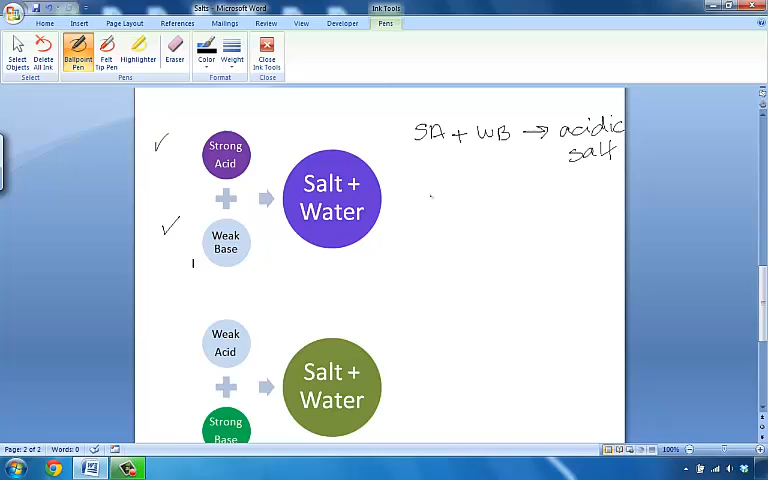 Salts - Microsoft Word
Ink Tools
Home Insert Page Layout References Mailings Review View Developer Pens
Select Objects
Delete All Ink
Ballpoint Pen
Felt Tip Pen
Highlighter
Eraser
Color
Weight
Close Ink Tools
Select
Pens
Format
Close
SA + WB → acidic
salt
Strong
Acid
Salt +
Water
Weak
Base
Weak
Acid
Salt +
Water
Strong
Base
Page: 2 of 2 Words: 0
100%
5:26 PM